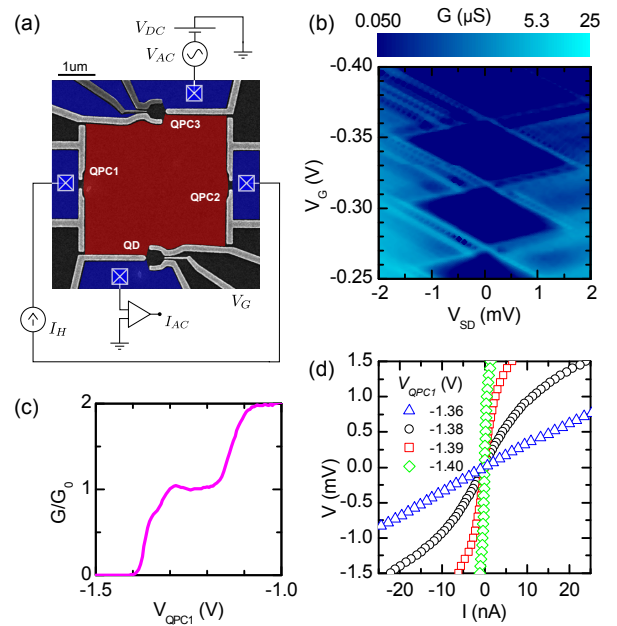 (a)
V_DC
V_AC
1um
QPC3
QPC1
QPC2
QD
V_G
I_H
I_AC
(b)
G (µS)
0.050 5.3 25
-0.40
-0.35
-0.30
-0.25
V_G (V)
-2 -1 0 1 2
V_SD (mV)
(c)
2
1
0
G/G_0
-1.5 -1.0
V_QPC1 (V)
(d)
1.5
1.0
0.5
0.0
-0.5
-1.0
-1.5
V (mV)
V_QPC1 (V)
-1.36
-1.38
-1.39
-1.40
-20 -10 0 10 20
I (nA)